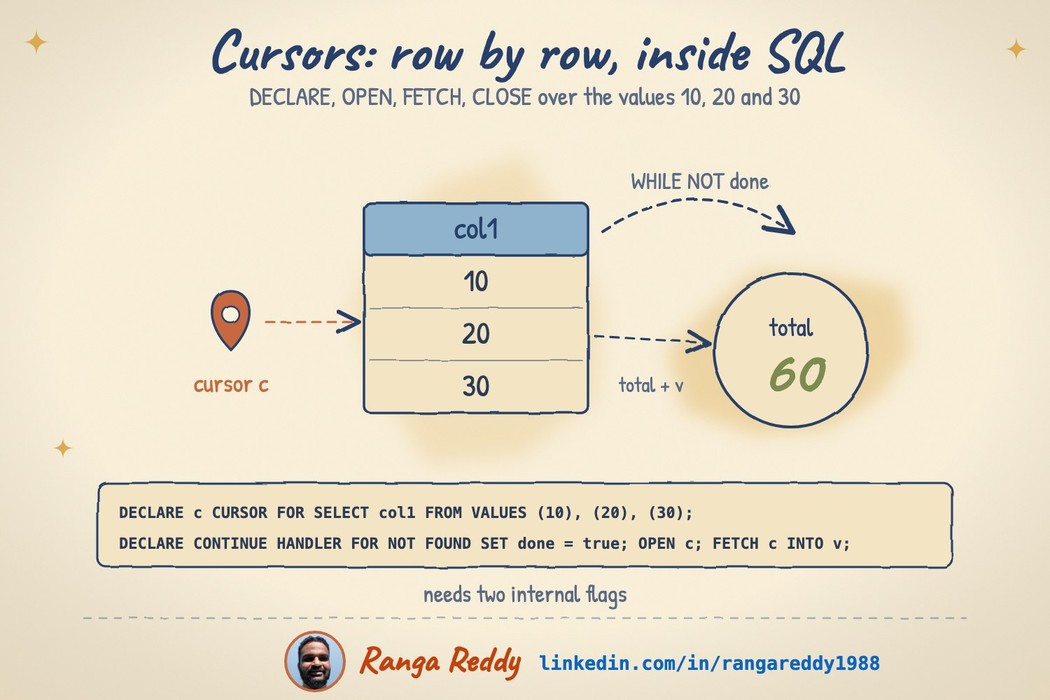 Cursors: row by row, inside SQL
DECLARE, OPEN, FETCH, CLOSE over the values 10, 20 and 30
WHILE NOT done
col1
10
20
30
cursor c
total + v
total
60
DECLARE c CURSOR FOR SELECT col1 FROM VALUES (10), (20), (30);
DECLARE CONTINUE HANDLER FOR NOT FOUND SET done = true; OPEN c; FETCH c INTO v;
needs two internal flags
Ranga Reddy linkedin.com/in/rangareddy1988